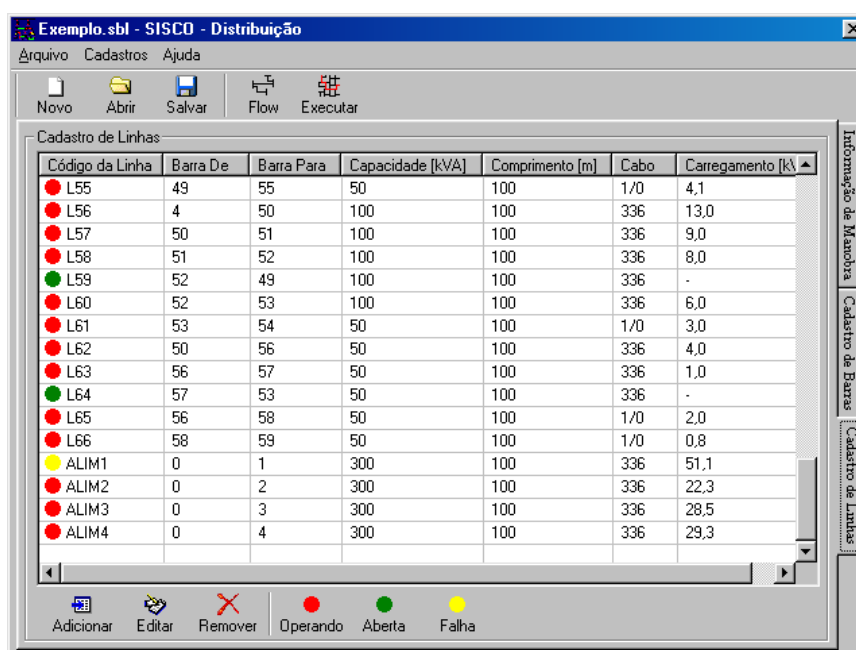 Exemplo.sbl - SISCO - Distribuição
Arquivo Cadastros Ajuda
Novo Abrir Salvar Flow Executar
Cadastro de Linhas
Código da Linha Barra De Barra Para Capacidade [kVA] Comprimento [m] Cabo Carregamento [kV
L55 49 55 50 100 1/0 4,1
L56 4 50 100 100 336 13,0
L57 50 51 100 100 336 9,0
L58 51 52 100 100 336 8,0
L59 52 49 100 100 336 -
L60 52 53 100 100 336 6,0
L61 53 54 50 100 1/0 3,0
L62 50 56 50 100 336 4,0
L63 56 57 50 100 336 1,0
L64 57 53 50 100 336 -
L65 56 58 50 100 1/0 2,0
L66 58 59 50 100 1/0 0,8
ALIM1 0 1 300 100 336 51,1
ALIM2 0 2 300 100 336 22,3
ALIM3 0 3 300 100 336 28,5
ALIM4 0 4 300 100 336 29,3
Adicionar Editar Remover Operando Aberta Falha
Informação de Manobra
Cadastro de Barras
Cadastro de Linhas